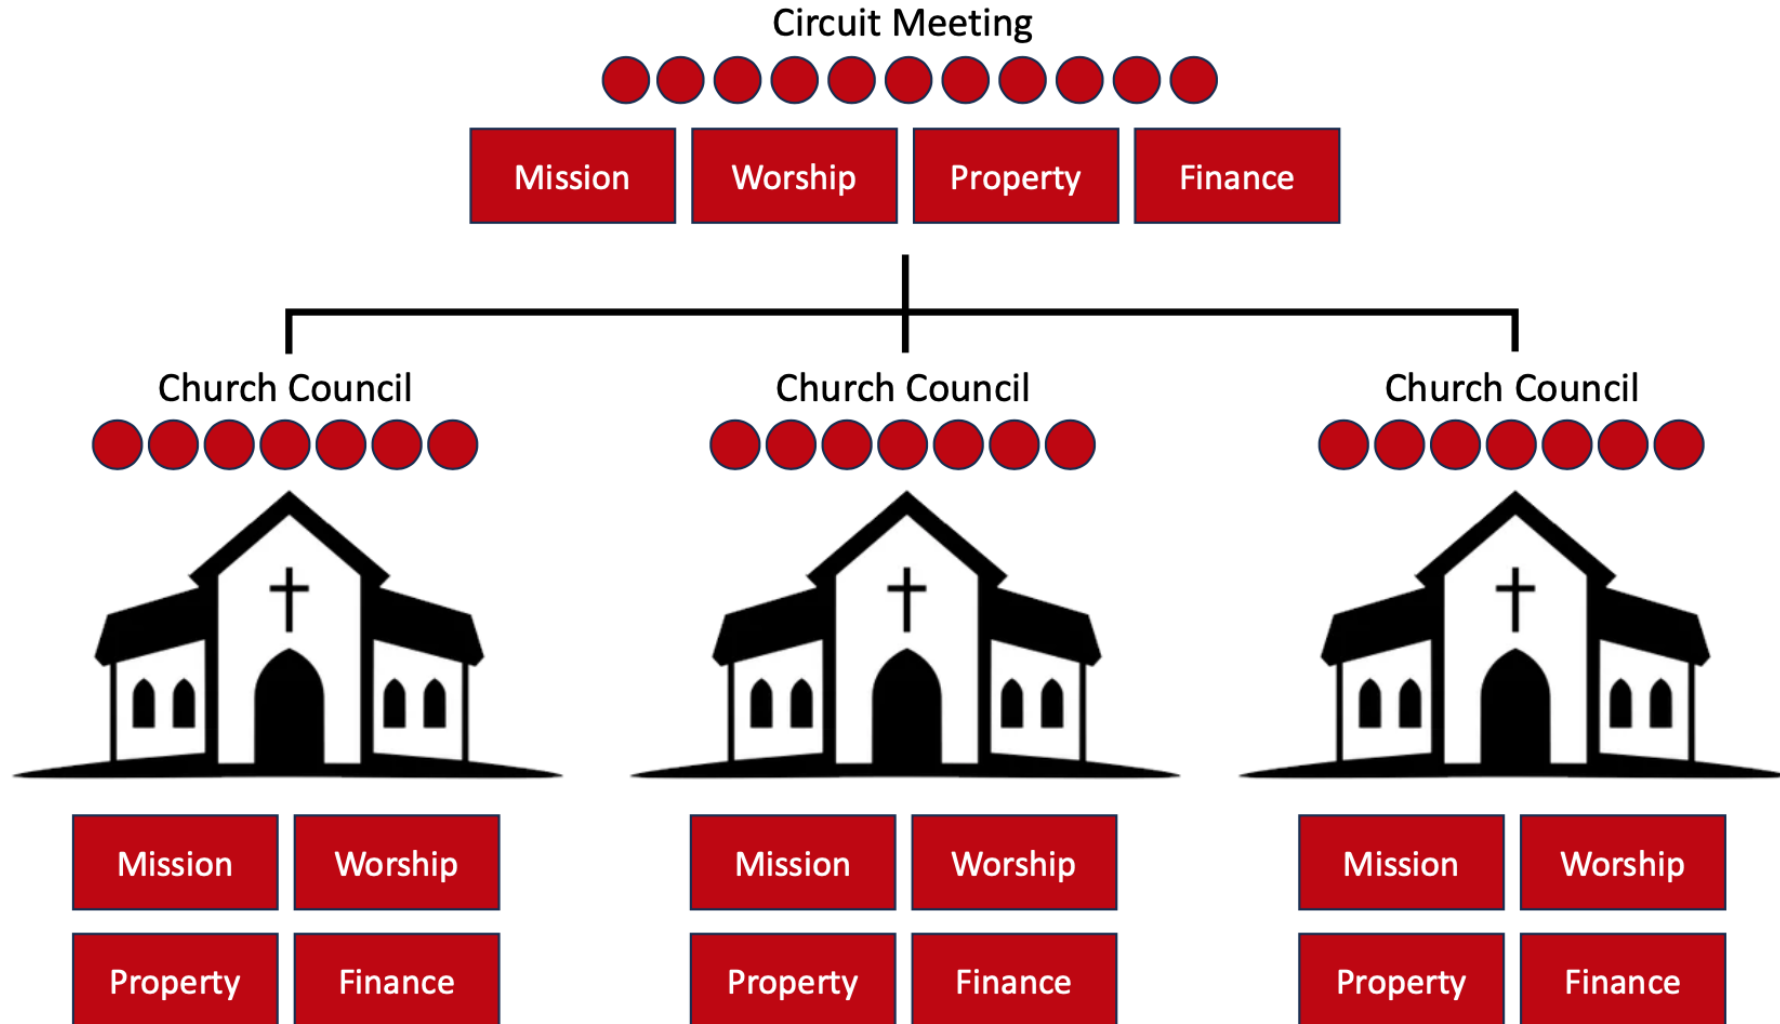 Circuit Meeting
Mission Worship Property Finance
Church Council Church Council Church Council
Mission Worship Mission Worship Mission Worship
Property Finance Property Finance Property Finance